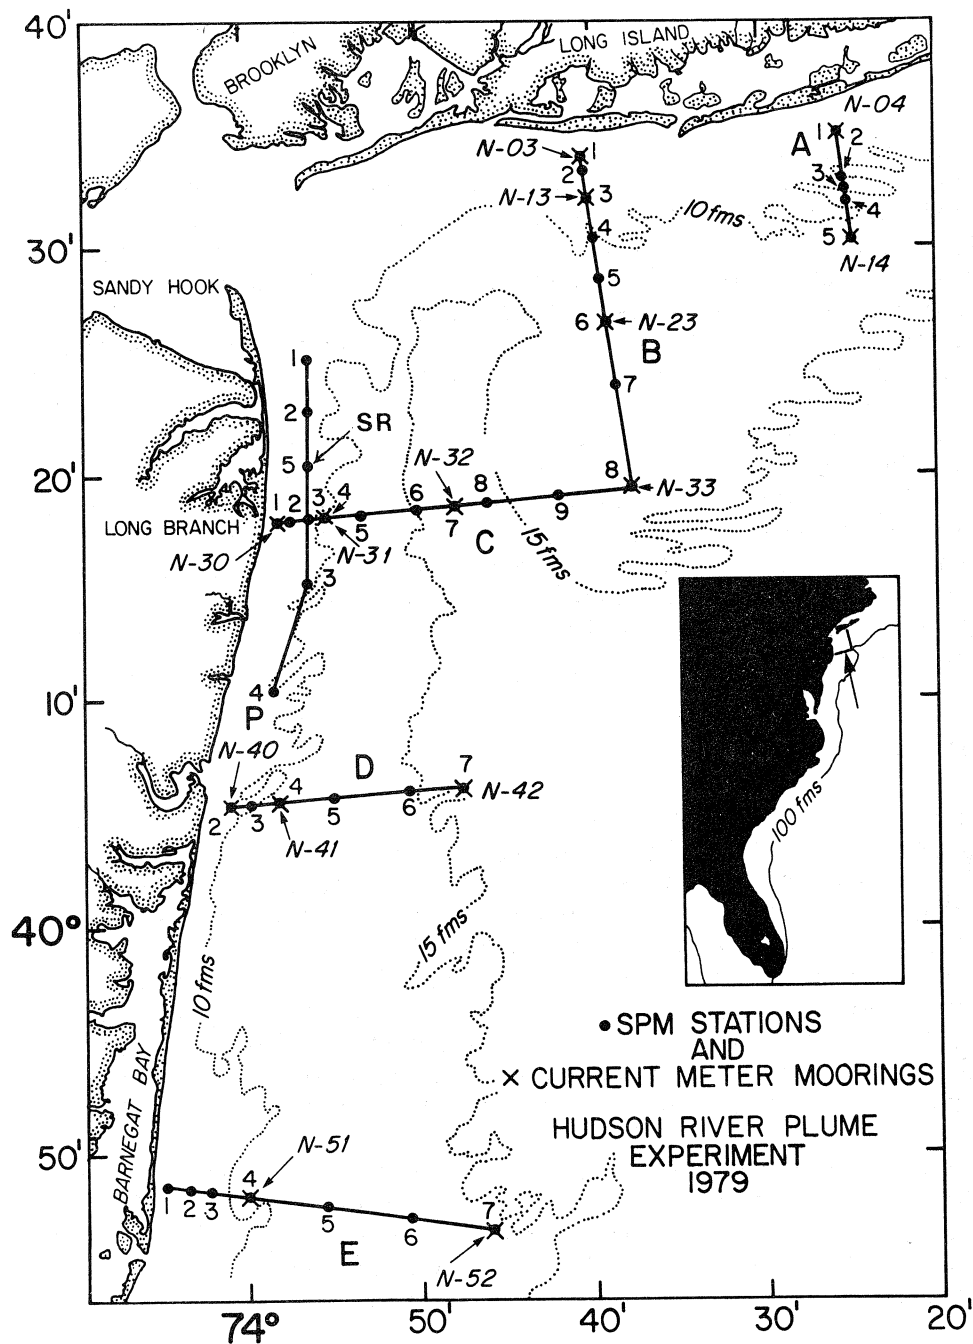 40'
BROOKLYN
LONG ISLAND
N-04
1
2
A
3
4
5
N-14
N-03
1
2
N-13
3
4
10 fms
30'
5
SANDY HOOK
6
N-23
B
7
1
2
SR
5
N-32
8
N-33
20'
1
2
3
4
5
6
7
8
9
LONG BRANCH
C
15 fms
N-30
N-31
3
4
10'
P
N-40
D
7
4
N-42
2
3
5
6
N-41
100 fms
40°
15 fms
10 fms
SPM STATIONS
AND
CURRENT METER MOORINGS
HUDSON RIVER PLUME
EXPERIMENT
1979
BARNEGAT BAY
50'
N-51
4
1
2
3
5
6
7
E
N-52
74°
50'
40'
30'
20'